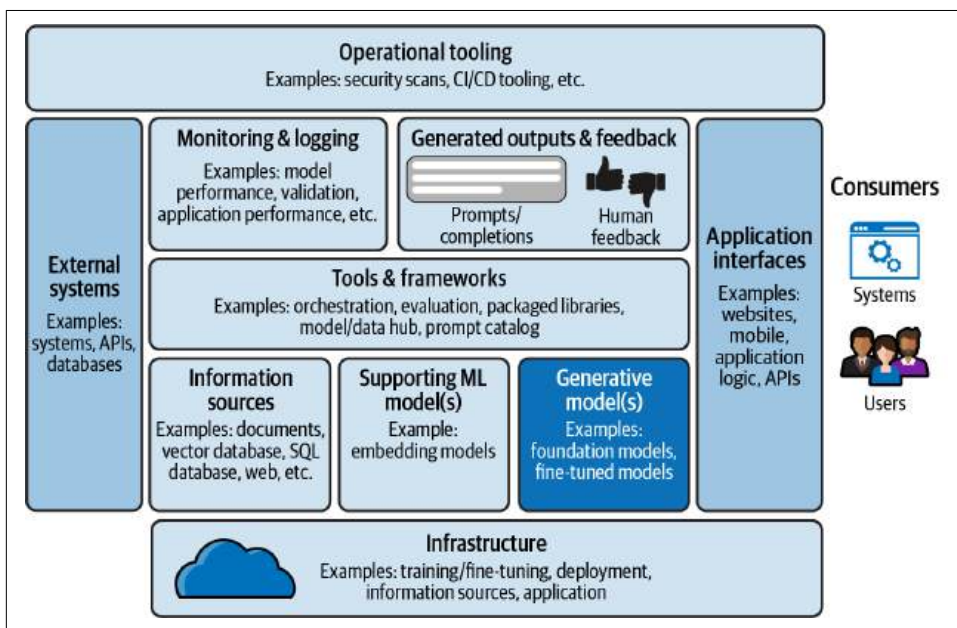 Operational tooling
Examples: security scans, CI/CD tooling, etc.
External
systems
Examples:
systems, APIs,
databases
Monitoring & logging
Examples: model
performance, validation,
application performance, etc.
Generated outputs & feedback
Prompts/
completions
Human
feedback
Tools & frameworks
Examples: orchestration, evaluation, packaged libraries,
model/data hub, prompt catalog
Information
sources
Examples: documents,
vector database, SQL
database, web, etc.
Supporting ML
model(s)
Example:
embedding models
Generative
model(s)
Examples:
foundation models,
fine-tuned models
Application
interfaces
Examples:
websites,
mobile,
application
logic, APIs
Consumers
Systems
Users
Infrastructure
Examples: training/fine-tuning, deployment,
information sources, application